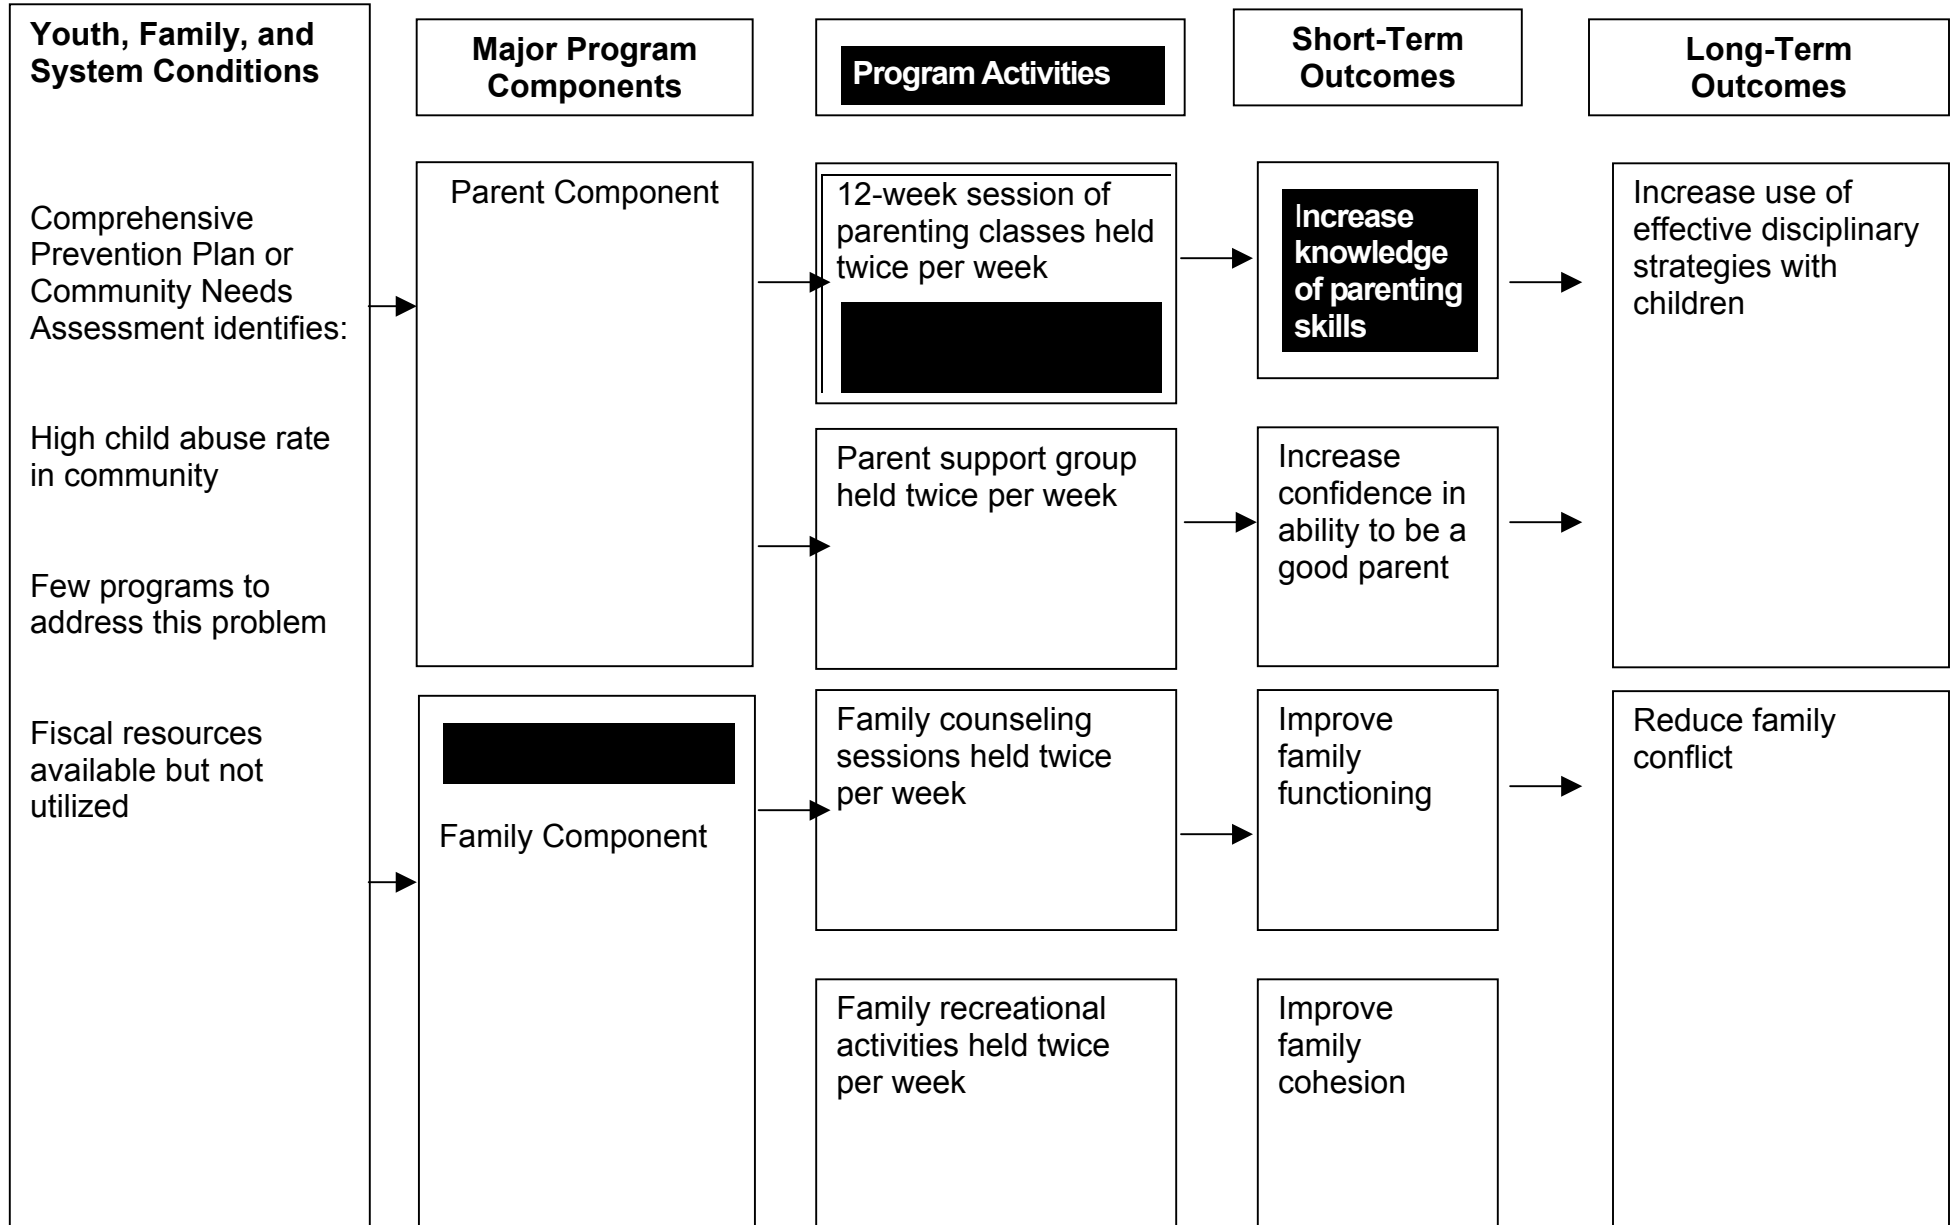 Youth, Family, and
System Conditions
Comprehensive
Prevention Plan or
Community Needs
Assessment identifies:
High child abuse rate
in community
Few programs to
address this problem
Fiscal resources
available but not
utilized
Major Program
Components
Parent Component
Family Component
Program Activities
12-week session of
parenting classes held
twice per week
Parent support group
held twice per week
Family counseling
sessions held twice
per week
Family recreational
activities held twice
per week
Short-Term
Outcomes
Increase
knowledge
of parenting
skills
Increase
confidence in
ability to be a
good parent
Improve
family
functioning
Improve
family
cohesion
Long-Term
Outcomes
Increase use of
effective disciplinary
strategies with
children
Reduce family
conflict